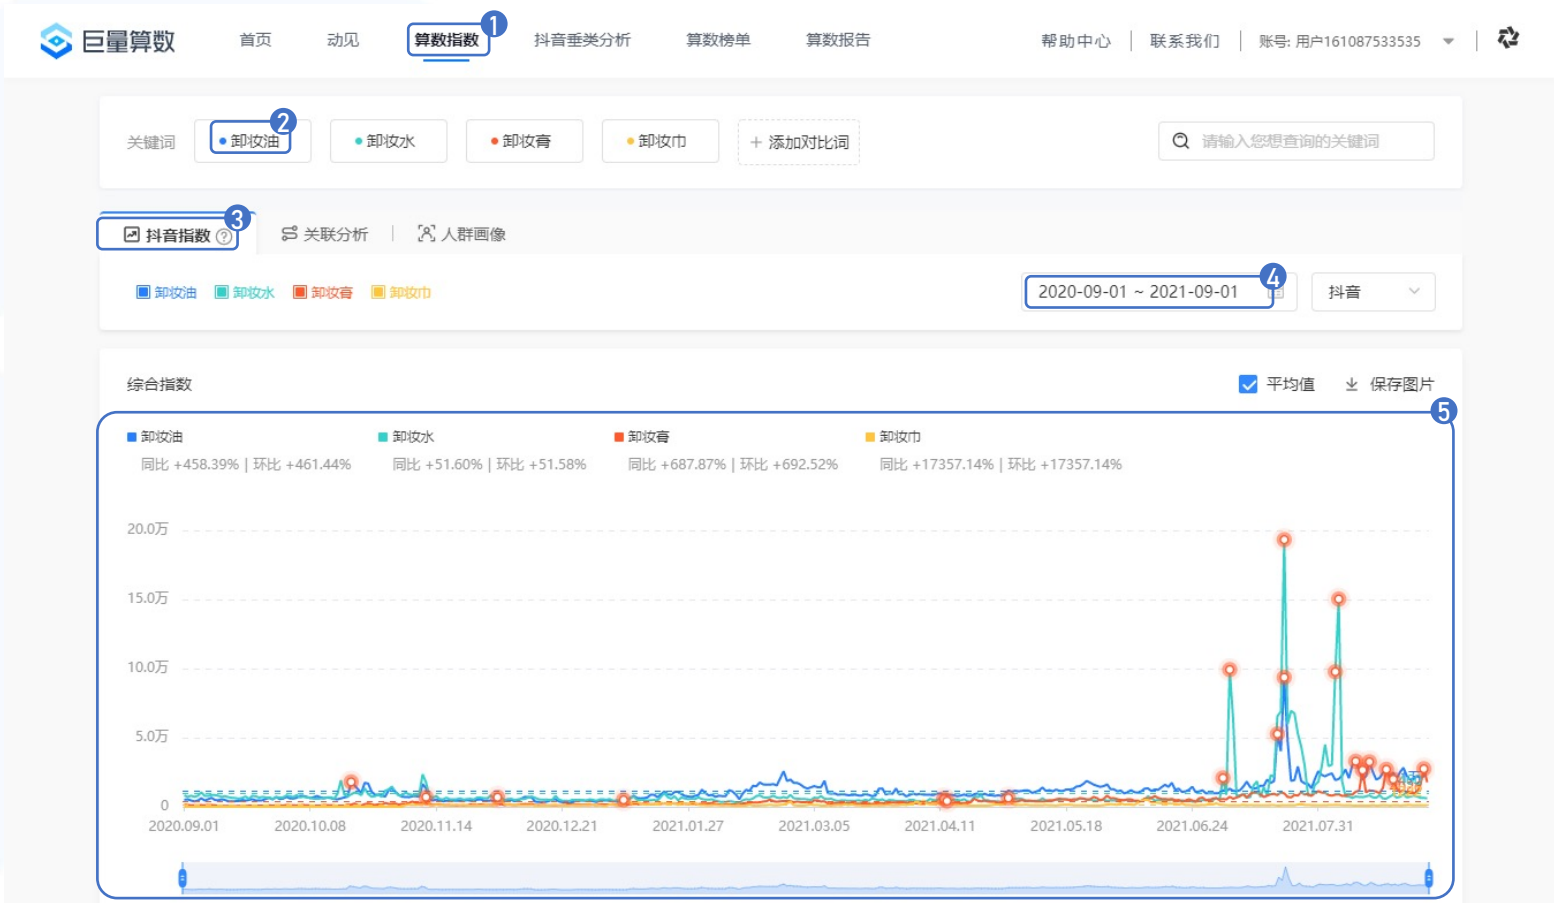 巨量算数 首页 动见 算数指数 1 抖音垂类分析 算数榜单 算数报告 帮助中心 联系我们 账号: 用户161087533535
关键词 卸妆油 2 卸妆水 卸妆膏 卸妆巾 + 添加对比词 请输入您想查询的关键词
抖音指数 ? 3 关联分析 人群画像
卸妆油 卸妆水 卸妆膏 卸妆巾 2020-09-01 ~ 2021-09-01 4 抖音
综合指数 平均值 保存图片
5
卸妆油 卸妆水 卸妆膏 卸妆巾
同比 +458.39% | 环比 +461.44% 同比 +51.60% | 环比 +51.58% 同比 +687.87% | 环比 +692.52% 同比 +17357.14% | 环比 +17357.14%
20.0万
15.0万
10.0万
5.0万
0
2020.09.01 2020.10.08 2020.11.14 2020.12.21 2021.01.27 2021.03.05 2021.04.11 2021.05.18 2021.06.24 2021.07.31